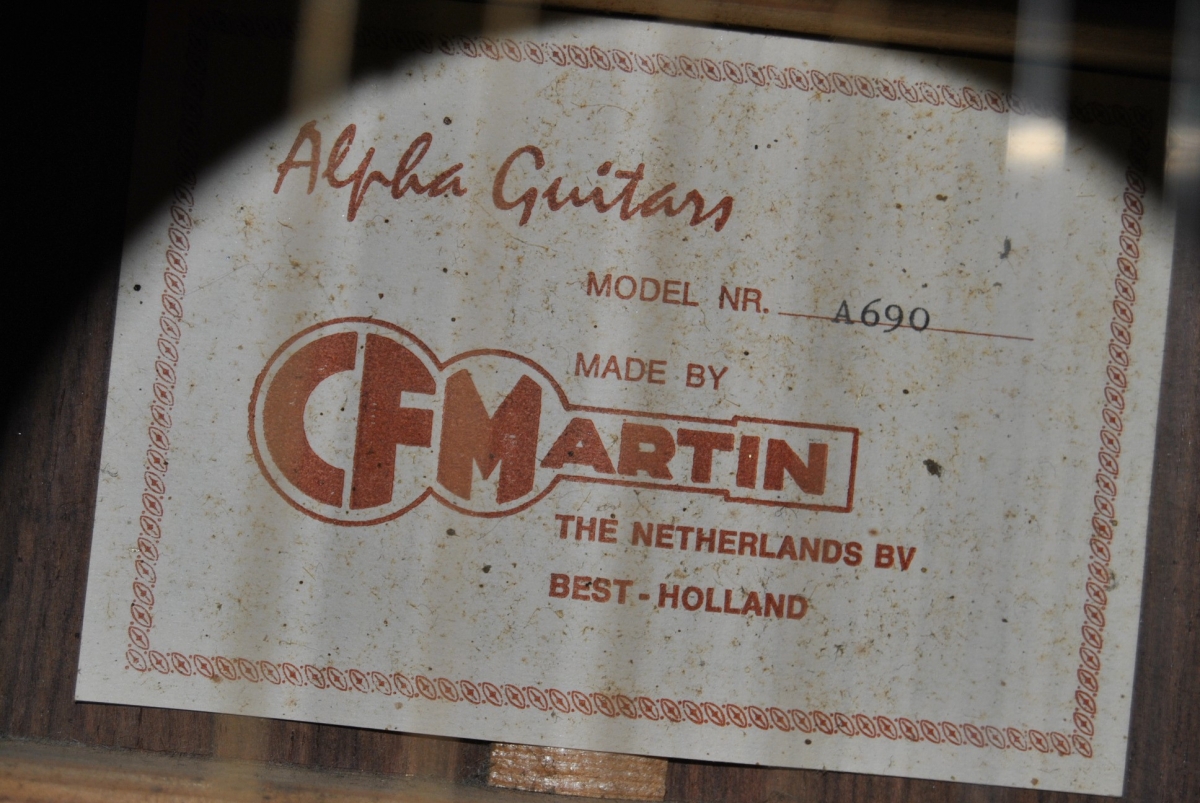 Alpha Guitars
MODEL NR. A690
MADE BY
CFMARTIN
THE NETHERLANDS BV
BEST - HOLLAND